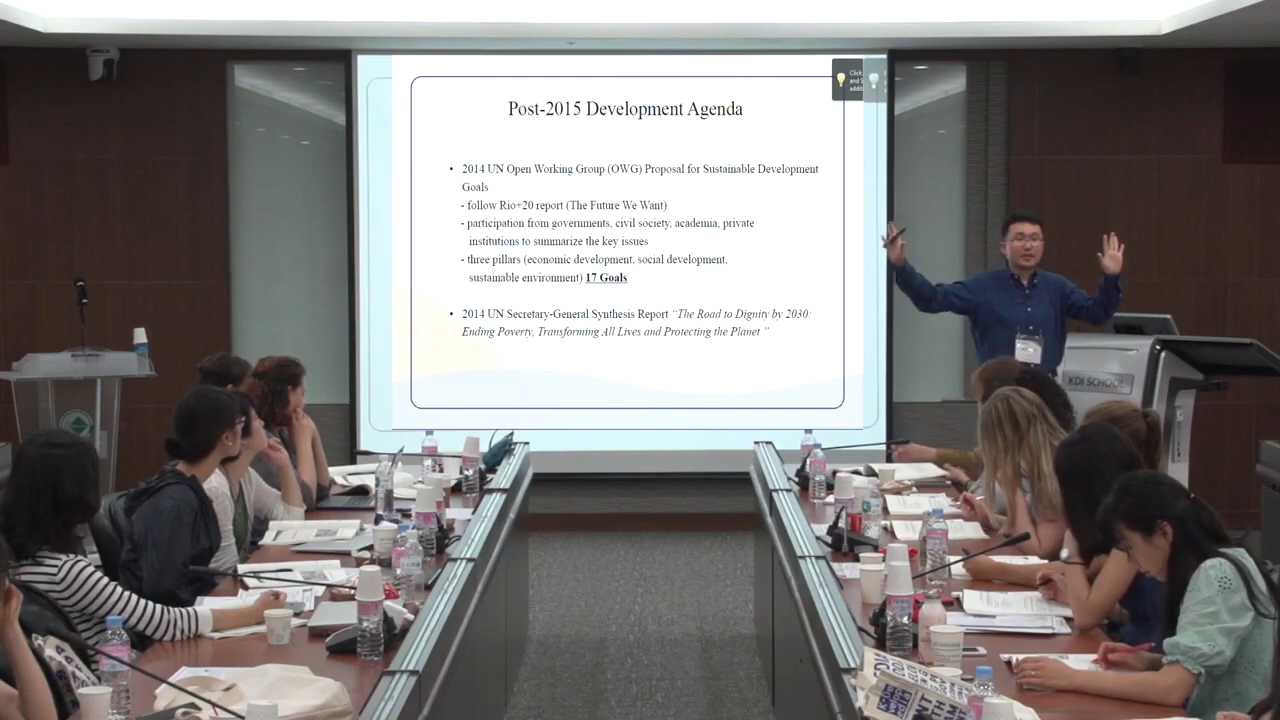 Post-2015 Development Agenda
• 2014 UN Open Working Group (OWG) Proposal for Sustainable Development
Goals
- follow Rio+20 report (The Future We Want)
- participation from governments, civil society, academia, private
institutions to summarize the key issues
- three pillars (economic development, social development,
sustainable environment) 17 Goals
• 2014 UN Secretary-General Synthesis Report “The Road to Dignity by 2030:
Ending Poverty, Transforming All Lives and Protecting the Planet ”
Click
and S
additi
KDI SCHOOL